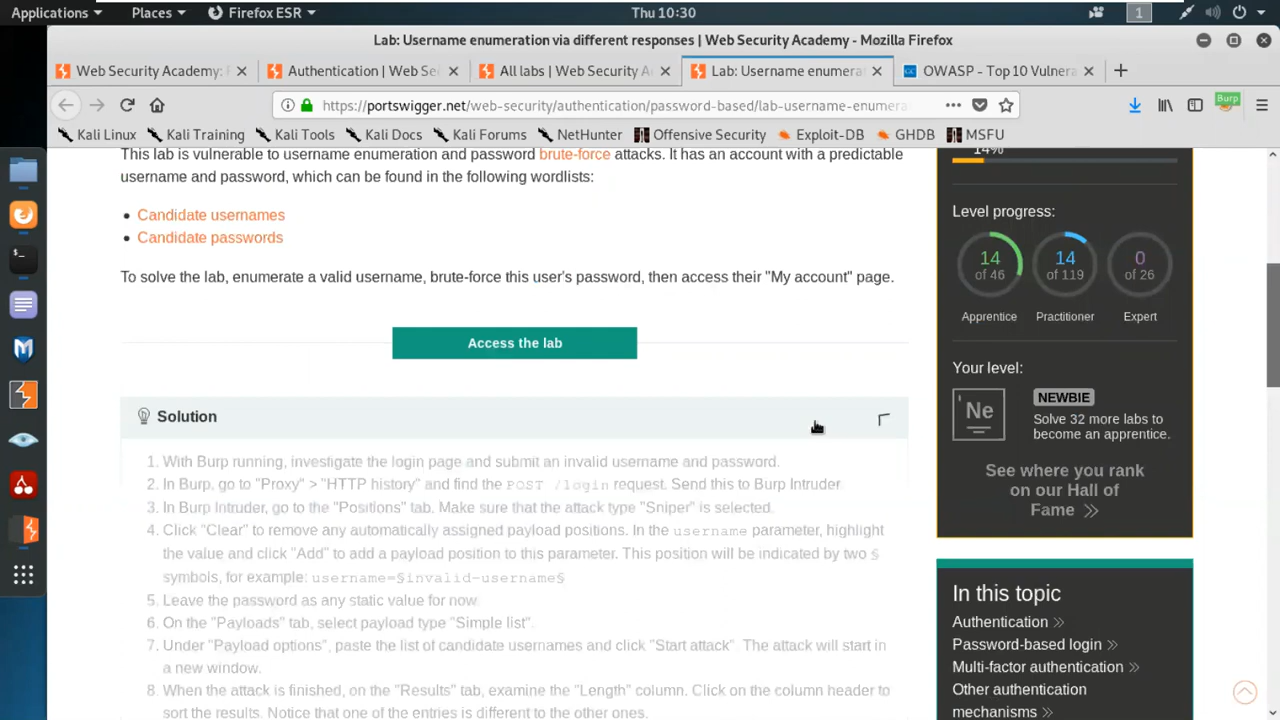 Applications Places Firefox ESR Thu 10:30 1
Lab: Username enumeration via different responses | Web Security Academy - Mozilla Firefox
Web Security Academy: Authentication | Web Se All labs | Web Security A Lab: Username enumera OWASP - Top 10 Vulnera
https://portswigger.net/web-security/authentication/password-based/lab-username-enumera Burp
Kali Linux Kali Training Kali Tools Kali Docs Kali Forums NetHunter Offensive Security Exploit-DB GHDB MSFU
This lab is vulnerable to username enumeration and password brute-force attacks. It has an account with a predictable
username and password, which can be found in the following wordlists:
• Candidate usernames
• Candidate passwords
To solve the lab, enumerate a valid username, brute-force this user's password, then access their "My account" page.
Access the lab
Solution
1. With Burp running, investigate the login page and submit an invalid username and password.
2. In Burp, go to "Proxy" > "HTTP history" and find the POST /login request. Send this to Burp Intruder
3. In Burp Intruder, go to the "Positions" tab. Make sure that the attack type "Sniper" is selected.
4. Click "Clear" to remove any automatically assigned payload positions. In the username parameter, highlight
the value and click "Add" to add a payload position to this parameter. This position will be indicated by two §
symbols, for example: username=§invalid-username§
5. Leave the password as any static value for now
6. On the "Payloads" tab, select payload type "Simple list".
7. Under "Payload options", paste the list of candidate usernames and click "Start attack". The attack will start in
a new window.
8. When the attack is finished, on the "Results" tab, examine the "Length" column. Click on the column header to
sort the results. Notice that one of the entries is different to the other ones.
14%
Level progress:
14 of 46 14 of 119 0 of 26
Apprentice Practitioner Expert
Your level:
Ne
NEWBIE
Solve 32 more labs to
become an apprentice.
See where you rank
on our Hall of
Fame
In this topic
Authentication
Password-based login
Multi-factor authentication
Other authentication
mechanisms